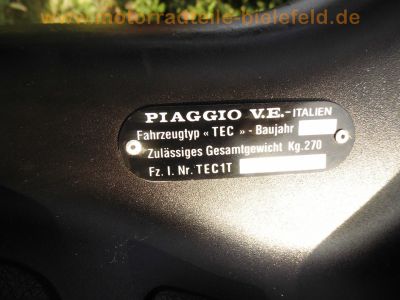 www.motorradteile-bielefeld.de
PIAGGIO V.E.-ITALIEN
Fahrzeugtyp « TEC » - Baujahr
Zulässiges Gesamtgewicht Kg.270
Fz. I. Nr. TEC1T